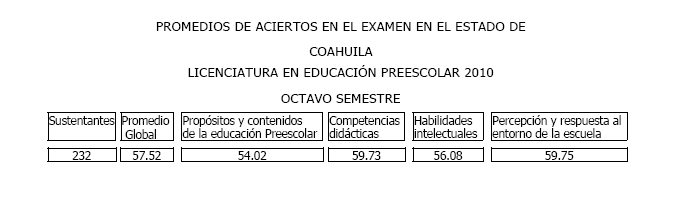 PROMEDIOS DE ACIERTOS EN EL EXAMEN EN EL ESTADO DE
COAHUILA
LICENCIATURA EN EDUCACIÓN PREESCOLAR 2010
OCTAVO SEMESTRE
Sustentantes Promedio Global Propósitos y contenidos de la educación Preescolar Competencias didácticas Habilidades intelectuales Percepción y respuesta al entorno de la escuela
232 57.52 54.02 59.73 56.08 59.75